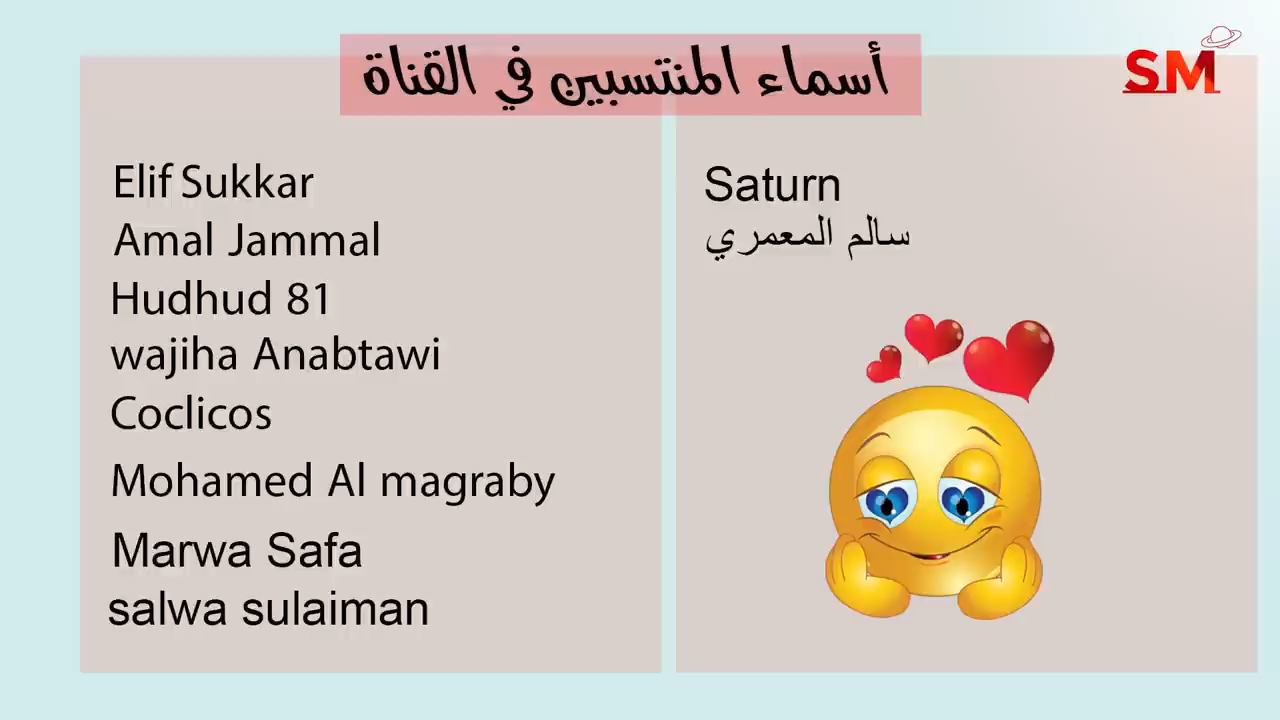 أسماء المنتسبين في القناة
SM
Elif Sukkar
Amal Jammal
Hudhud 81
wajiha Anabtawi
Coclicos
Mohamed Al magraby
Marwa Safa
salwa sulaiman
Saturn
سالم المعمري